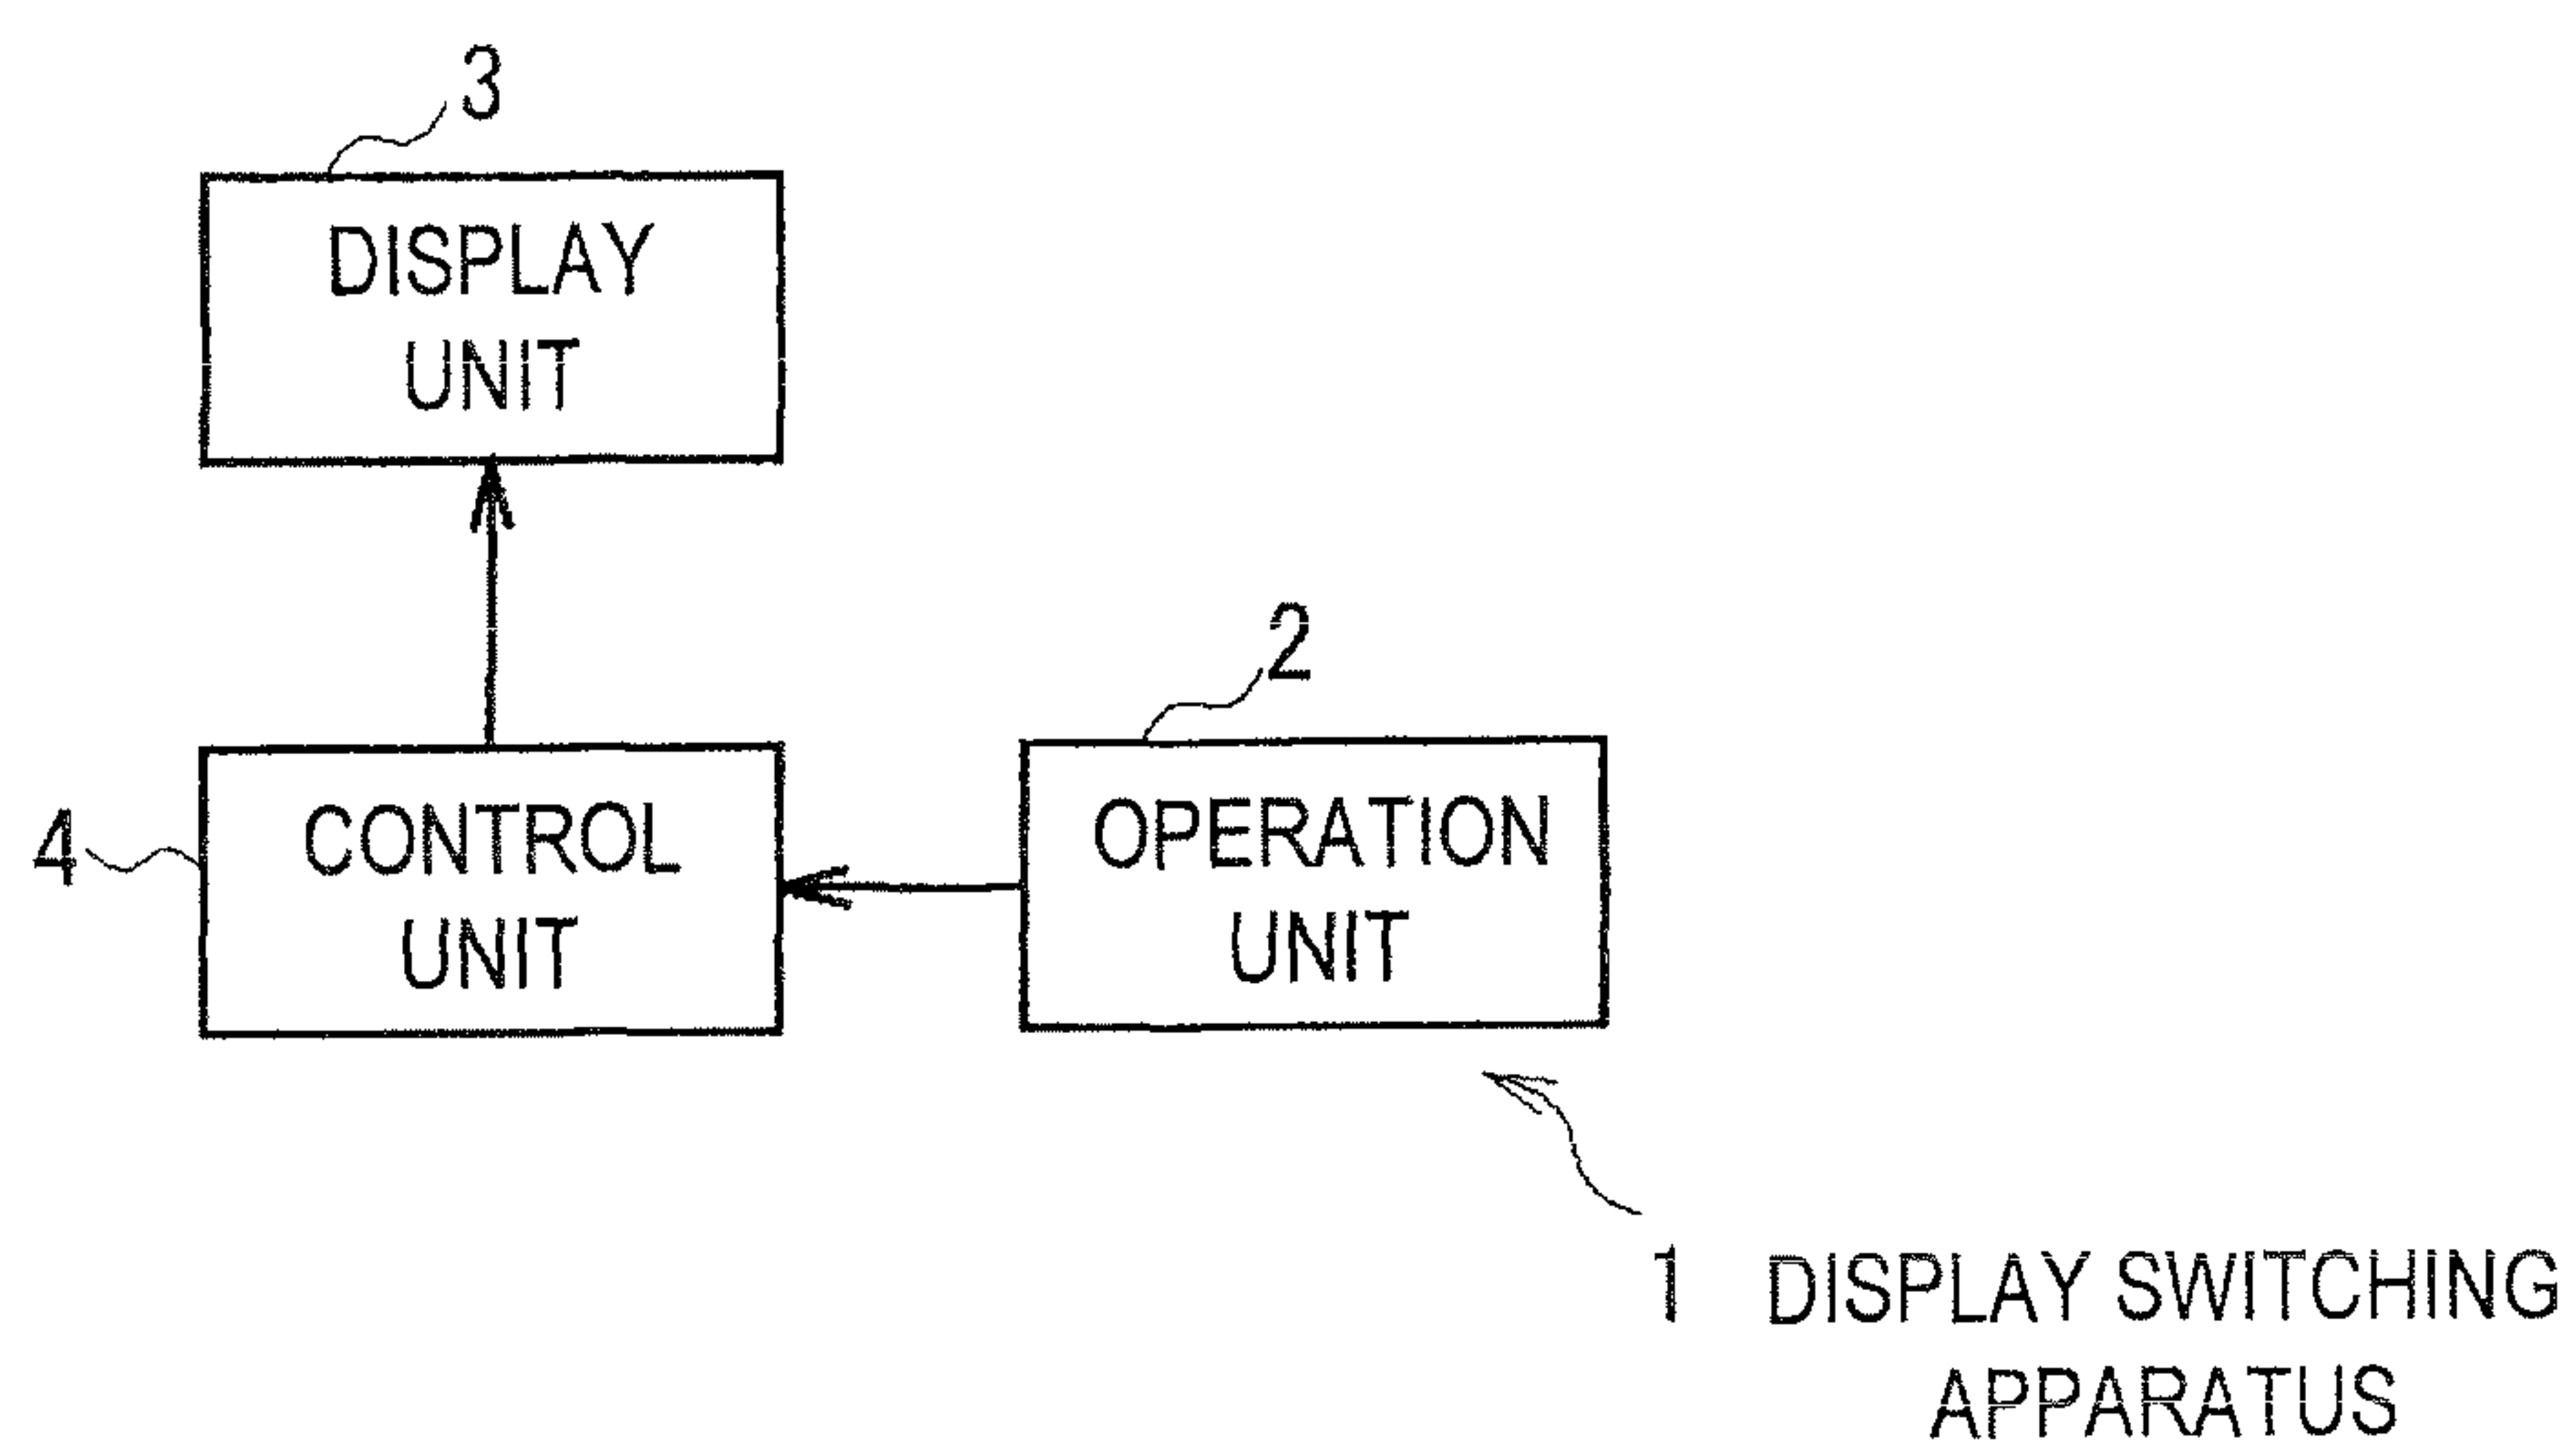 3
DISPLAY
UNIT
2
4
CONTROL
UNIT
OPERATION
UNIT
1 DISPLAY SWITCHING
APPARATUS